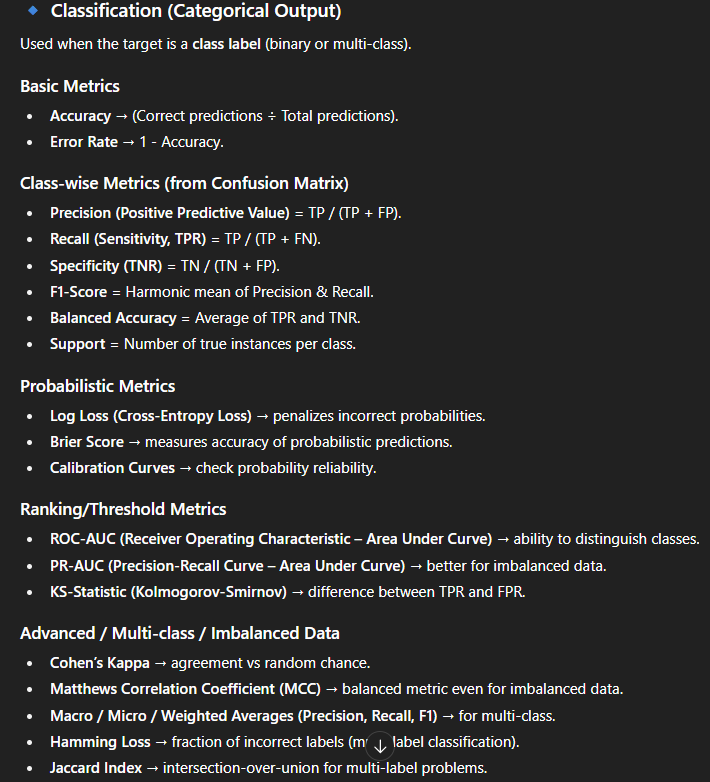 Classification (Categorical Output)
Used when the target is a class label (binary or multi-class).
Basic Metrics
• Accuracy → (Correct predictions ÷ Total predictions).
• Error Rate → 1 - Accuracy.
Class-wise Metrics (from Confusion Matrix)
• Precision (Positive Predictive Value) = TP / (TP + FP).
• Recall (Sensitivity, TPR) = TP / (TP + FN).
• Specificity (TNR) = TN / (TN + FP).
• F1-Score = Harmonic mean of Precision & Recall.
• Balanced Accuracy = Average of TPR and TNR.
• Support = Number of true instances per class.
Probabilistic Metrics
• Log Loss (Cross-Entropy Loss) → penalizes incorrect probabilities.
• Brier Score → measures accuracy of probabilistic predictions.
• Calibration Curves → check probability reliability.
Ranking/Threshold Metrics
• ROC-AUC (Receiver Operating Characteristic – Area Under Curve) → ability to distinguish classes.
• PR-AUC (Precision-Recall Curve – Area Under Curve) → better for imbalanced data.
• KS-Statistic (Kolmogorov-Smirnov) → difference between TPR and FPR.
Advanced / Multi-class / Imbalanced Data
• Cohen’s Kappa → agreement vs random chance.
• Matthews Correlation Coefficient (MCC) → balanced metric even for imbalanced data.
• Macro / Micro / Weighted Averages (Precision, Recall, F1) → for multi-class.
• Hamming Loss → fraction of incorrect labels ( label classification).
• Jaccard Index → intersection-over-union for multi-label problems.